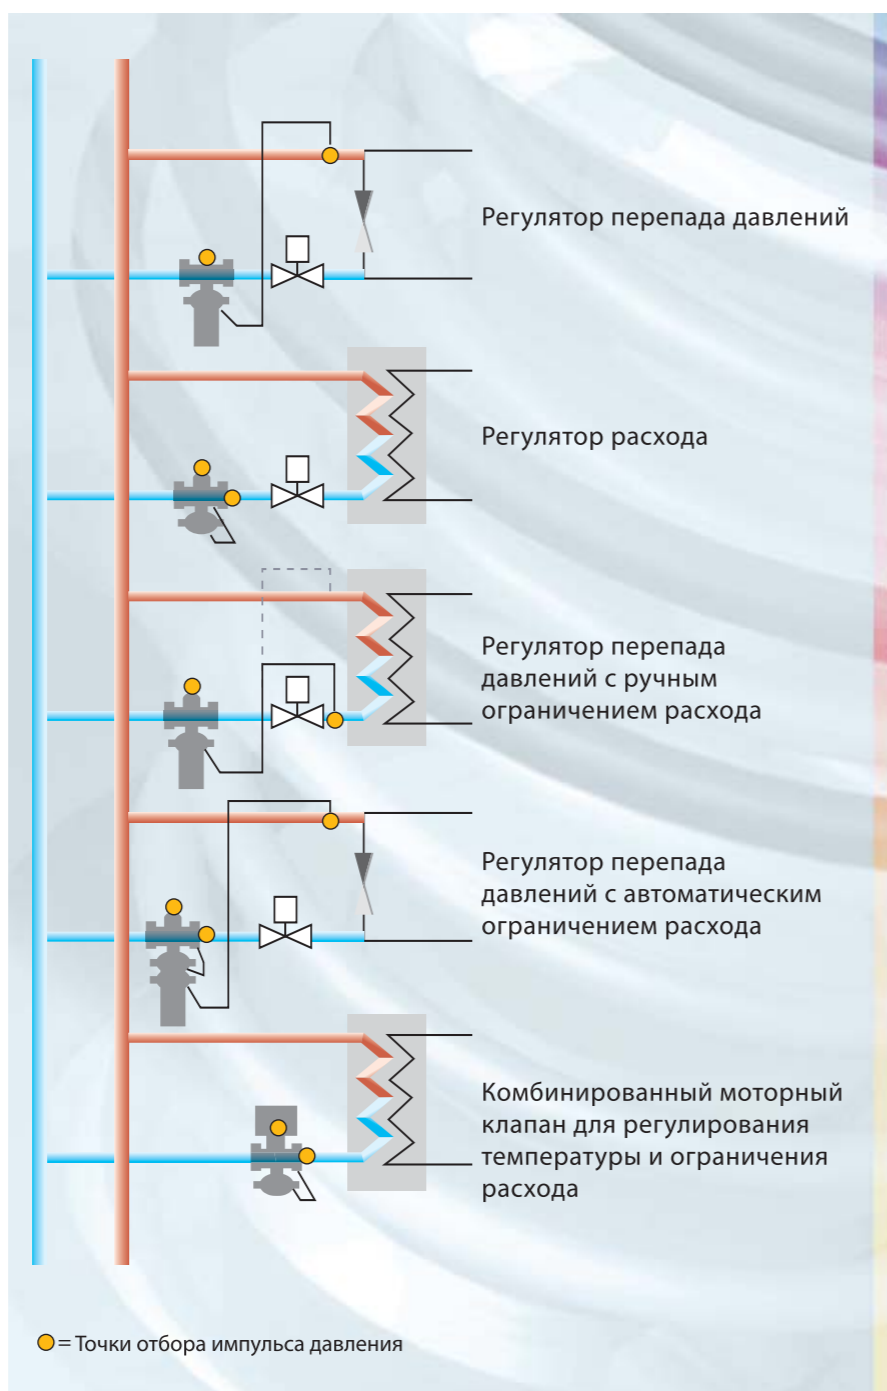 Регулятор перепада давлений
Регулятор расхода
Регулятор перепада
давлений с ручным
ограничением расхода
Регулятор перепада
давлений с автоматическим
ограничением расхода
Комбинированный моторный
клапан для регулирования
температуры и ограничения
расхода
= Точки отбора импульса давления